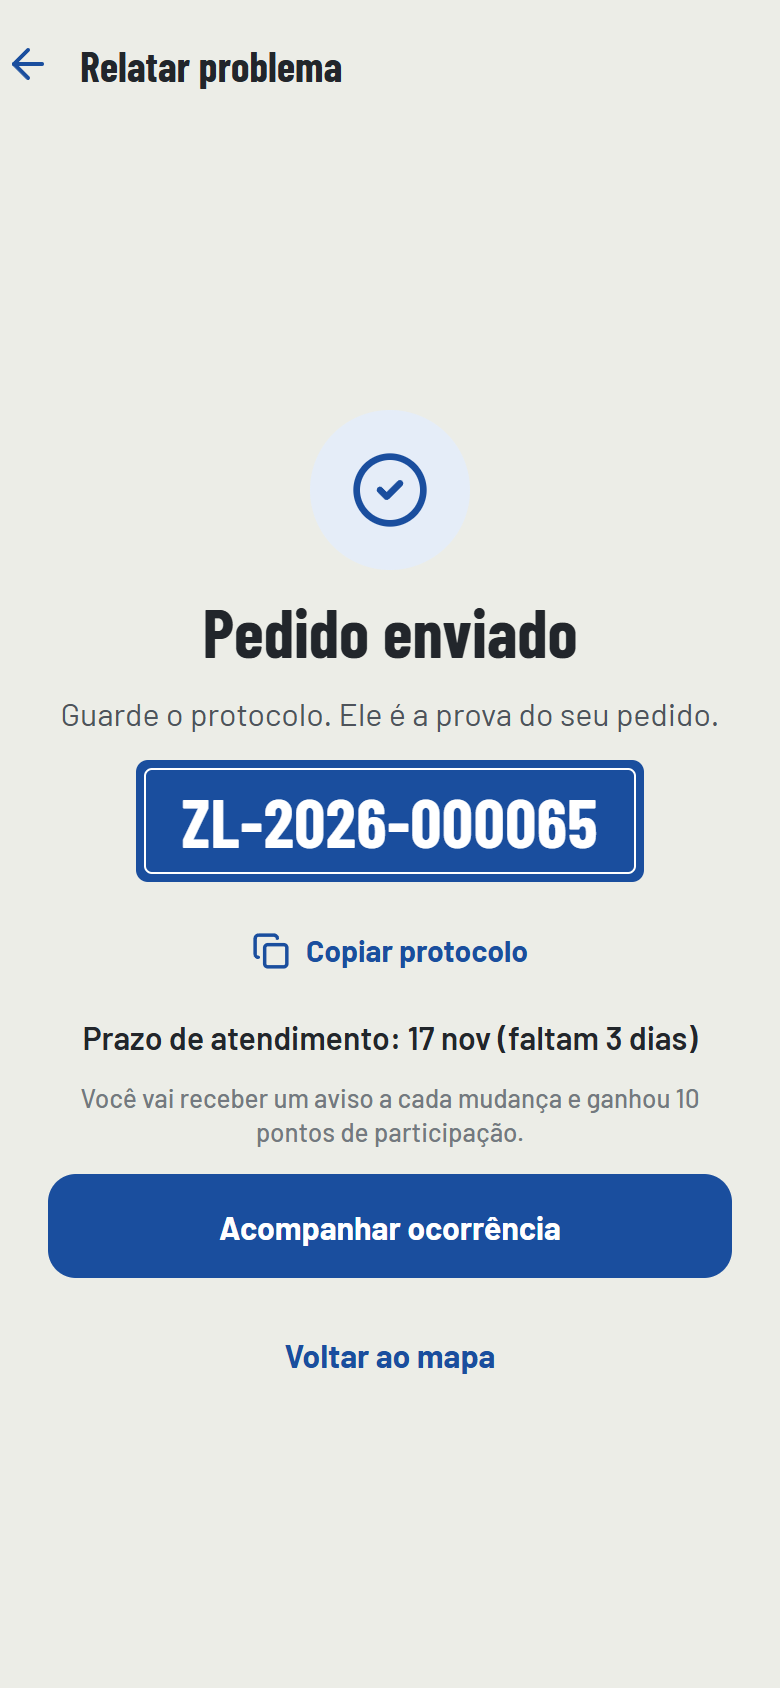 Relatar problema
Pedido enviado
Guarde o protocolo. Ele é a prova do seu pedido.
ZL-2026-000065
Copiar protocolo
Prazo de atendimento: 17 nov (faltam 3 dias)
Você vai receber um aviso a cada mudança e ganhou 10
pontos de participação.
Acompanhar ocorrência
Voltar ao mapa